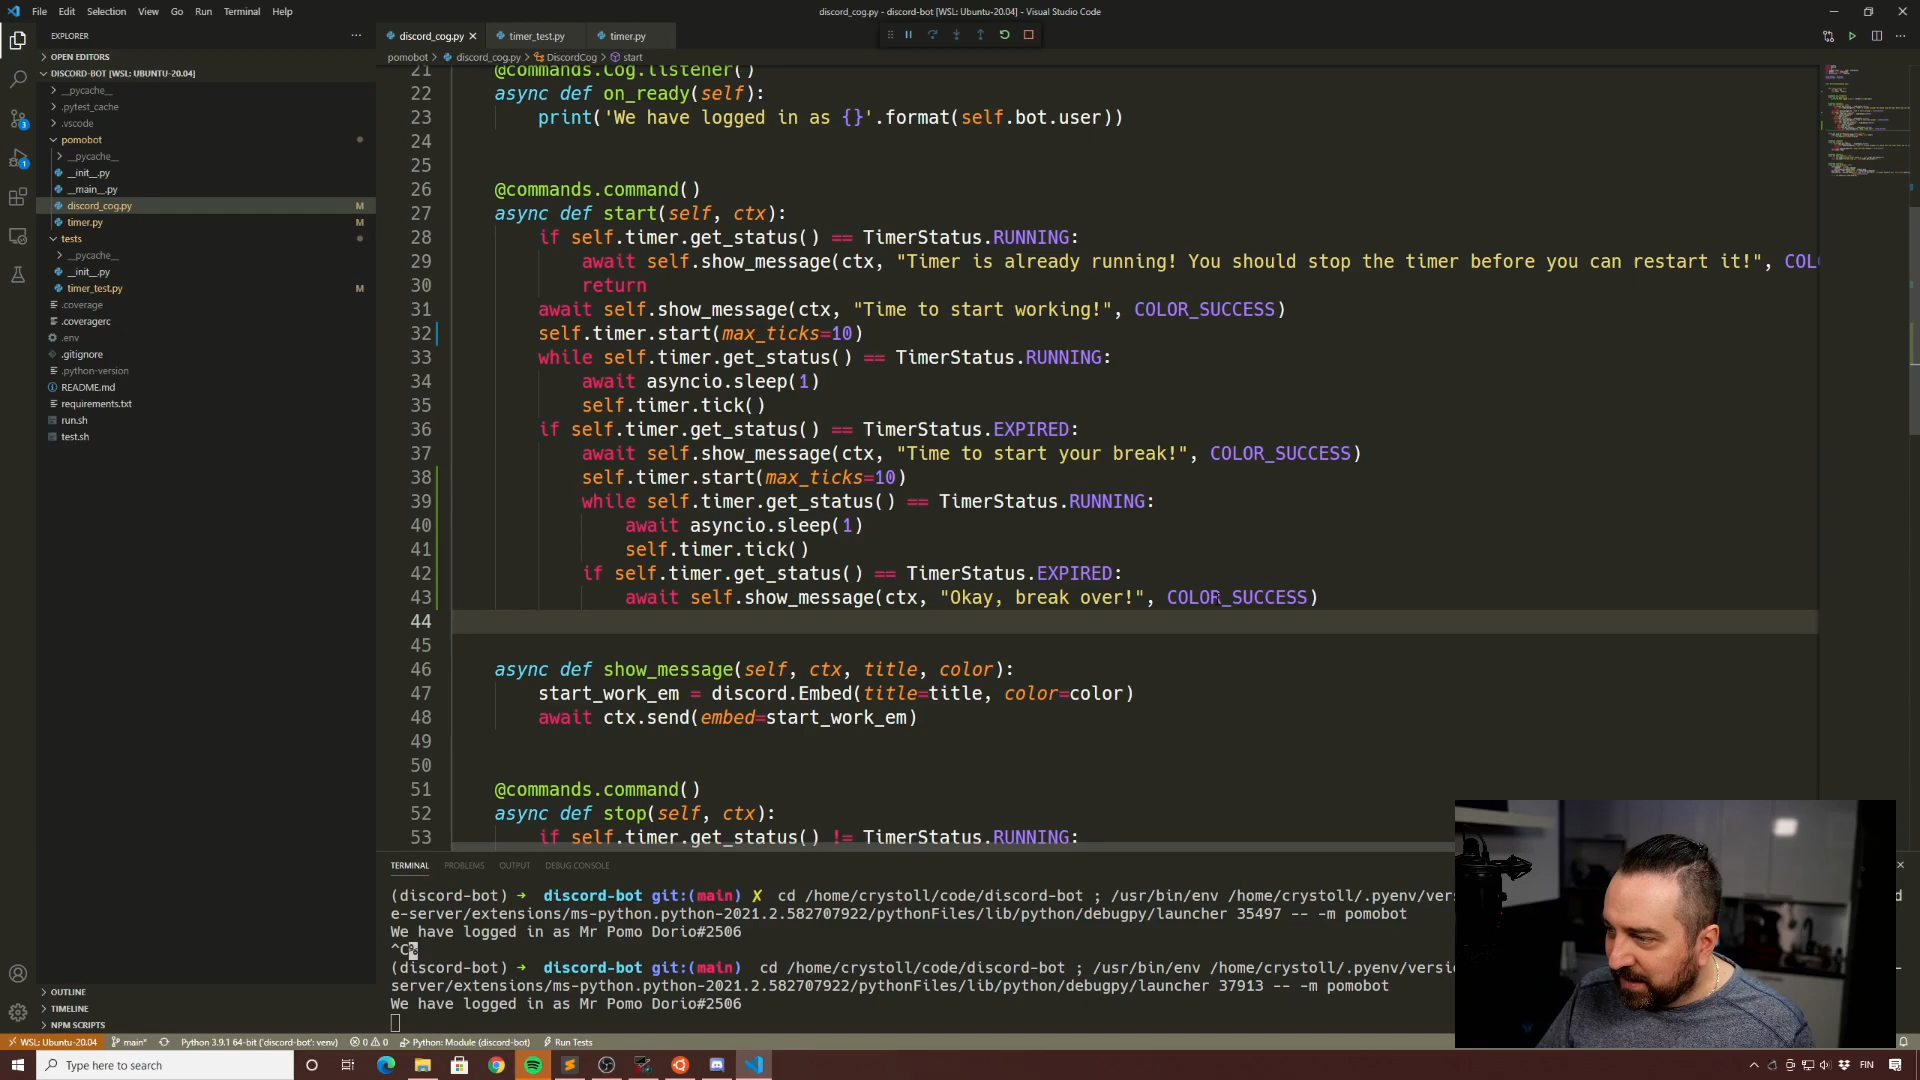 File Edit Selection View Go Run Terminal Help
discord_cog.py - discord-bot [WSL: Ubuntu-20.04] - Visual Studio Code
EXPLORER
OPEN EDITORS
DISCORD-BOT [WSL: UBUNTU-20.04]
__pycache__
.pytest_cache
.vscode
pomobot
__pycache__
__init__.py
__main__.py
discord_cog.py M
timer.py M
tests
__pycache__
__init__.py
timer_test.py M
.coverage
.coveragerc
.env
.gitignore
.python-version
README.md
requirements.txt
run.sh
test.sh
OUTLINE
TIMELINE
NPM SCRIPTS
discord_cog.py timer_test.py timer.py
pomobot > discord_cog.py > DiscordCog > start
21 @commands.Cog.listener()
22 async def on_ready(self):
23 print('We have logged in as {}'.format(self.bot.user))
24
25
26 @commands.command()
27 async def start(self, ctx):
28 if self.timer.get_status() == TimerStatus.RUNNING:
29 await self.show_message(ctx, "Timer is already running! You should stop the timer before you can restart it!", COL
30 return
31 await self.show_message(ctx, "Time to start working!", COLOR_SUCCESS)
32 self.timer.start(max_ticks=10)
33 while self.timer.get_status() == TimerStatus.RUNNING:
34 await asyncio.sleep(1)
35 self.timer.tick()
36 if self.timer.get_status() == TimerStatus.EXPIRED:
37 await self.show_message(ctx, "Time to start your break!", COLOR_SUCCESS)
38 self.timer.start(max_ticks=10)
39 while self.timer.get_status() == TimerStatus.RUNNING:
40 await asyncio.sleep(1)
41 self.timer.tick()
42 if self.timer.get_status() == TimerStatus.EXPIRED:
43 await self.show_message(ctx, "Okay, break over!", COLOR_SUCCESS)
44
45
46 async def show_message(self, ctx, title, color):
47 start_work_em = discord.Embed(title=title, color=color)
48 await ctx.send(embed=start_work_em)
49
50
51 @commands.command()
52 async def stop(self, ctx):
53 if self.timer.get_status() != TimerStatus.RUNNING:
TERMINAL PROBLEMS OUTPUT DEBUG CONSOLE
(discord-bot) ➜ discord-bot git:(main) ✗ cd /home/crystoll/code/discord-bot ; /usr/bin/env /home/crystoll/.pyenv/vers
e-server/extensions/ms-python.python-2021.2.582707922/pythonFiles/lib/python/debugpy/launcher 35497 -- -m pomobot
We have logged in as Mr Pomo Dorio#2506
^C%
(discord-bot) ➜ discord-bot git:(main) cd /home/crystoll/code/discord-bot ; /usr/bin/env /home/crystoll/.pyenv/versi
server/extensions/ms-python.python-2021.2.582707922/pythonFiles/lib/python/debugpy/launcher 37913 -- -m pomobot
We have logged in as Mr Pomo Dorio#2506
WSL: Ubuntu-20.04 main* Python 3.9.1 64-bit ('discord-bot': venv) 0 0 Python: Module (discord-bot) Run Tests
Type here to search
FIN